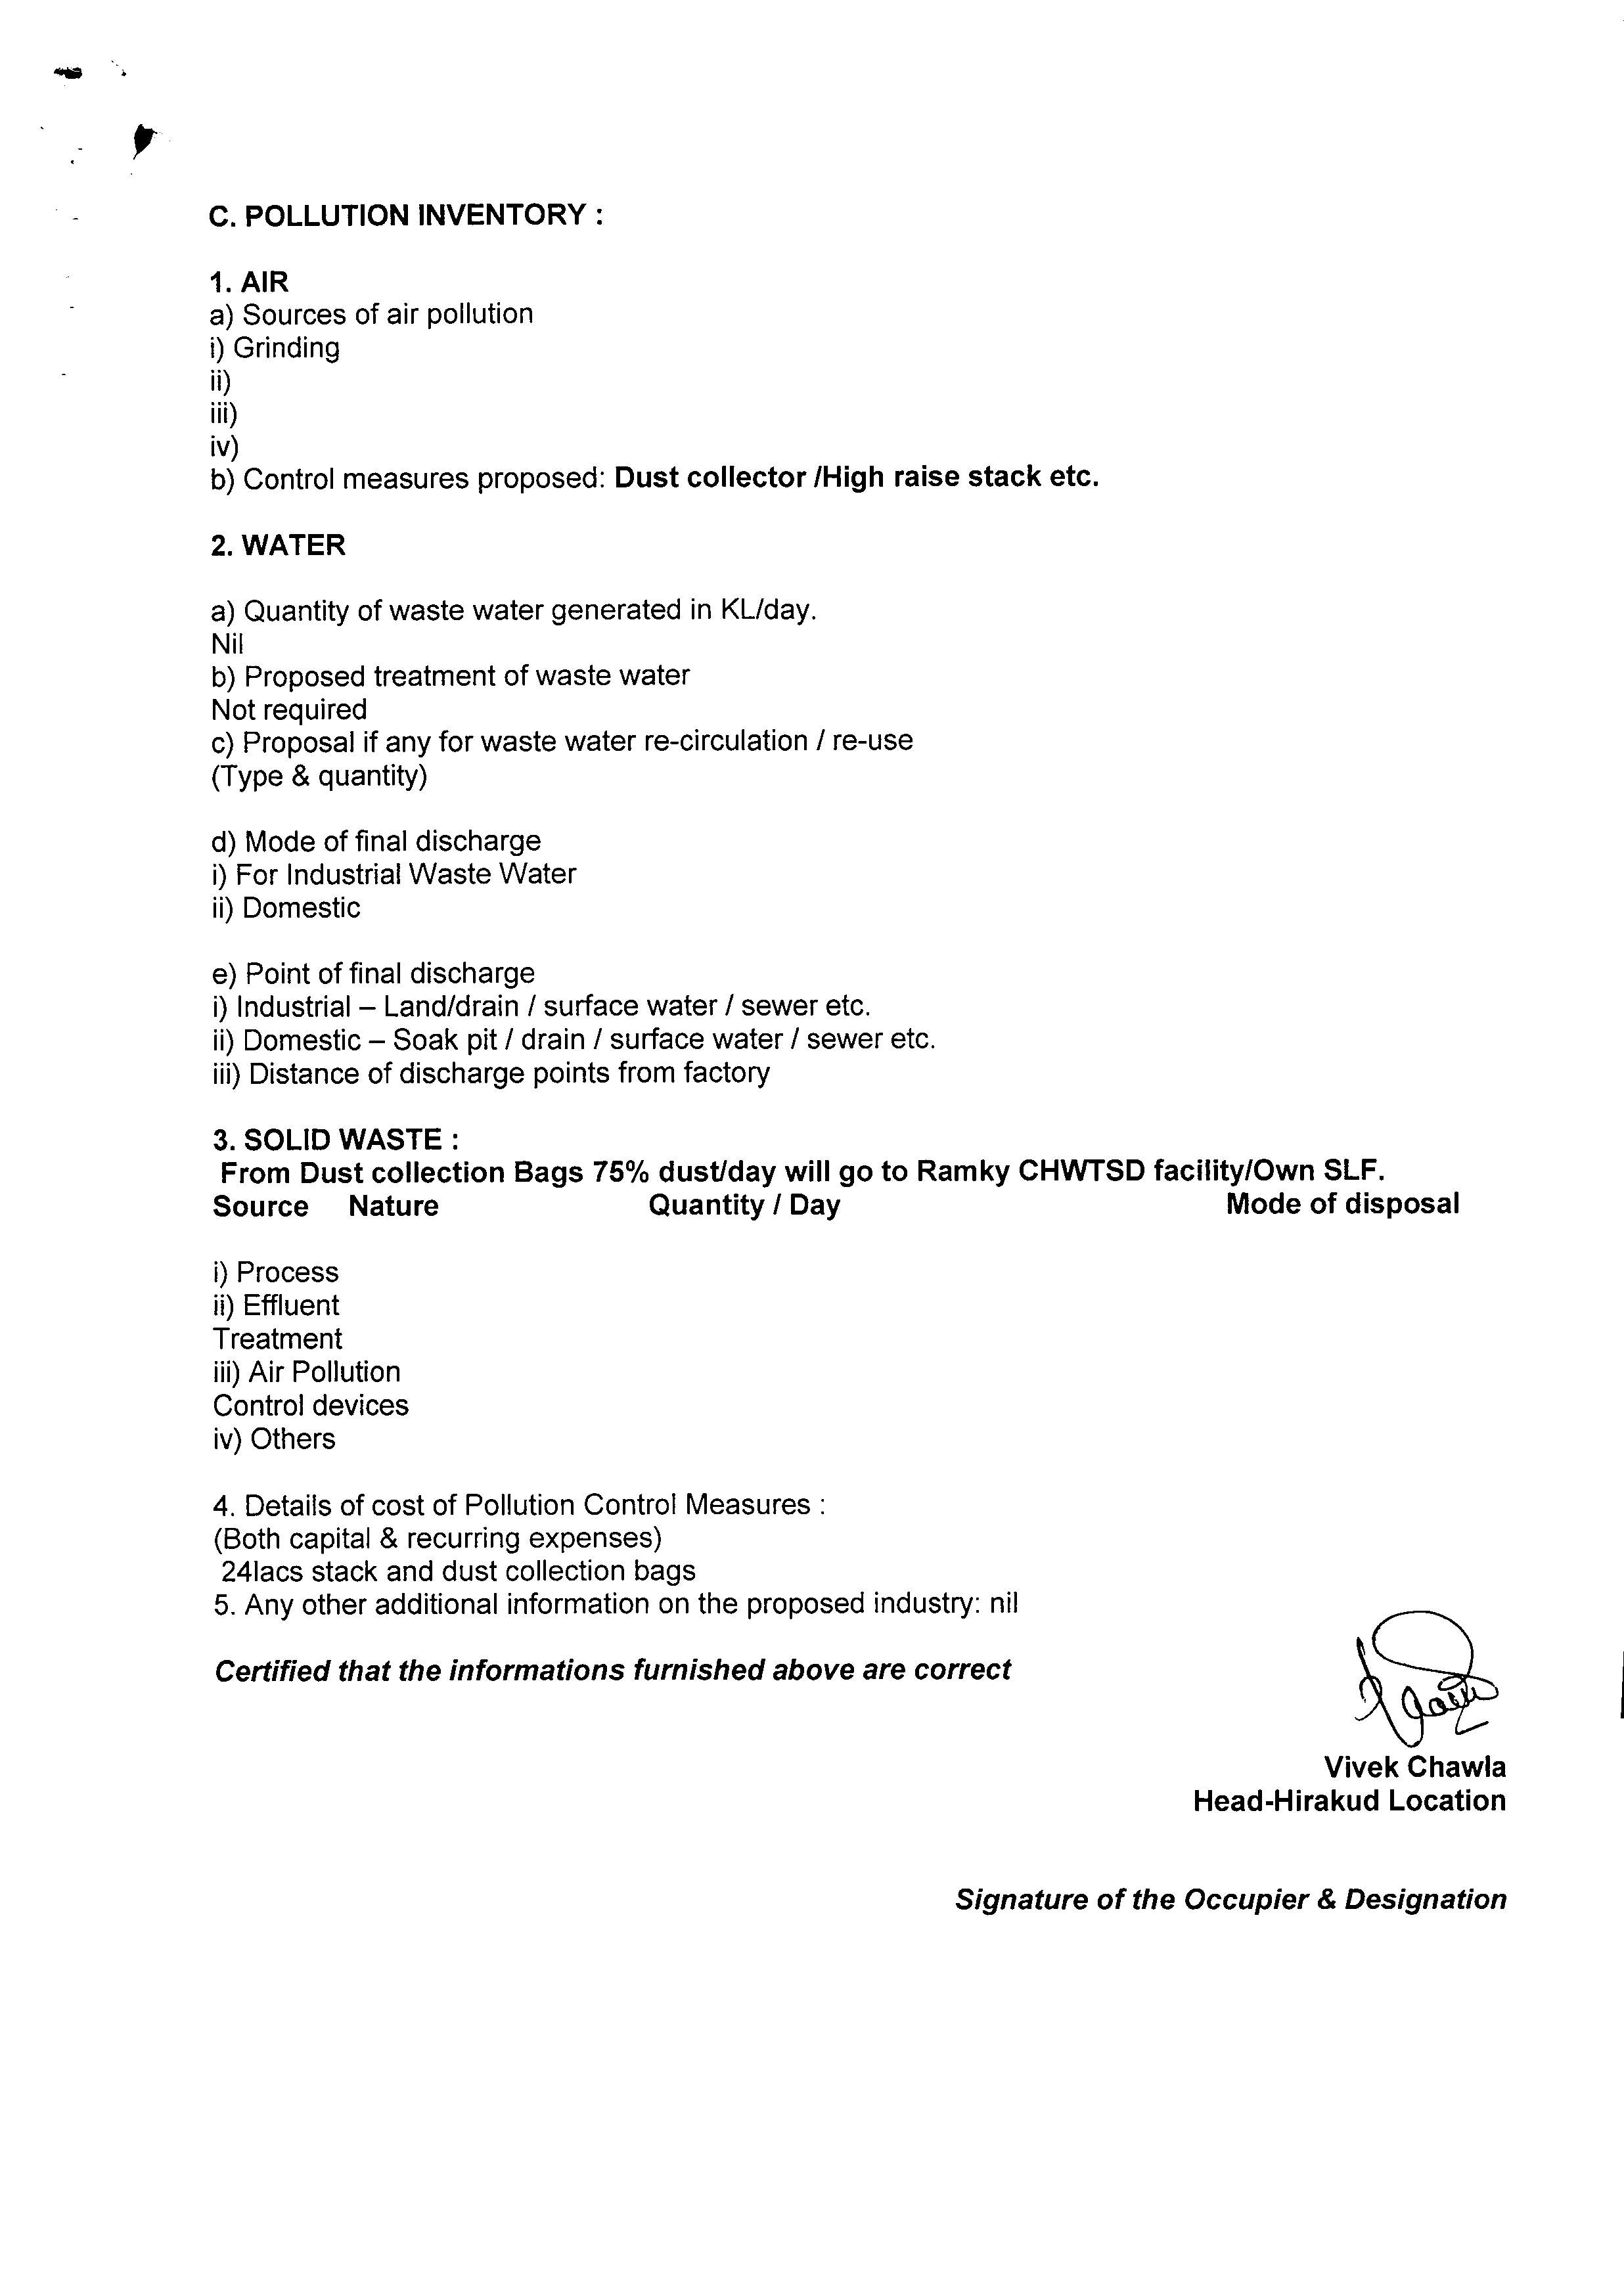 C. POLLUTION INVENTORY :
1. AIR
a) Sources of air pollution
i) Grinding
ii)
iii)
iv)
b) Control measures proposed: Dust collector /High raise stack etc.
2. WATER
a) Quantity of waste water generated in KL/day.
Nil
b) Proposed treatment of waste water
Not required
c) Proposal if any for waste water re-circulation / re-use
(Type & quantity)
d) Mode of final discharge
i) For Industrial Waste Water
ii) Domestic
e) Point of final discharge
i) Industrial – Land/drain / surface water / sewer etc.
ii) Domestic – Soak pit / drain / surface water / sewer etc.
iii) Distance of discharge points from factory
3. SOLID WASTE :
From Dust collection Bags 75% dust/day will go to Ramky CHWTSD facility/Own SLF.
Source Nature Quantity / Day Mode of disposal
i) Process
ii) Effluent
Treatment
iii) Air Pollution
Control devices
iv) Others
4. Details of cost of Pollution Control Measures :
(Both capital & recurring expenses)
24lacs stack and dust collection bags
5. Any other additional information on the proposed industry: nil
Certified that the informations furnished above are correct
Vivek Chawla
Head-Hirakud Location
Signature of the Occupier & Designation